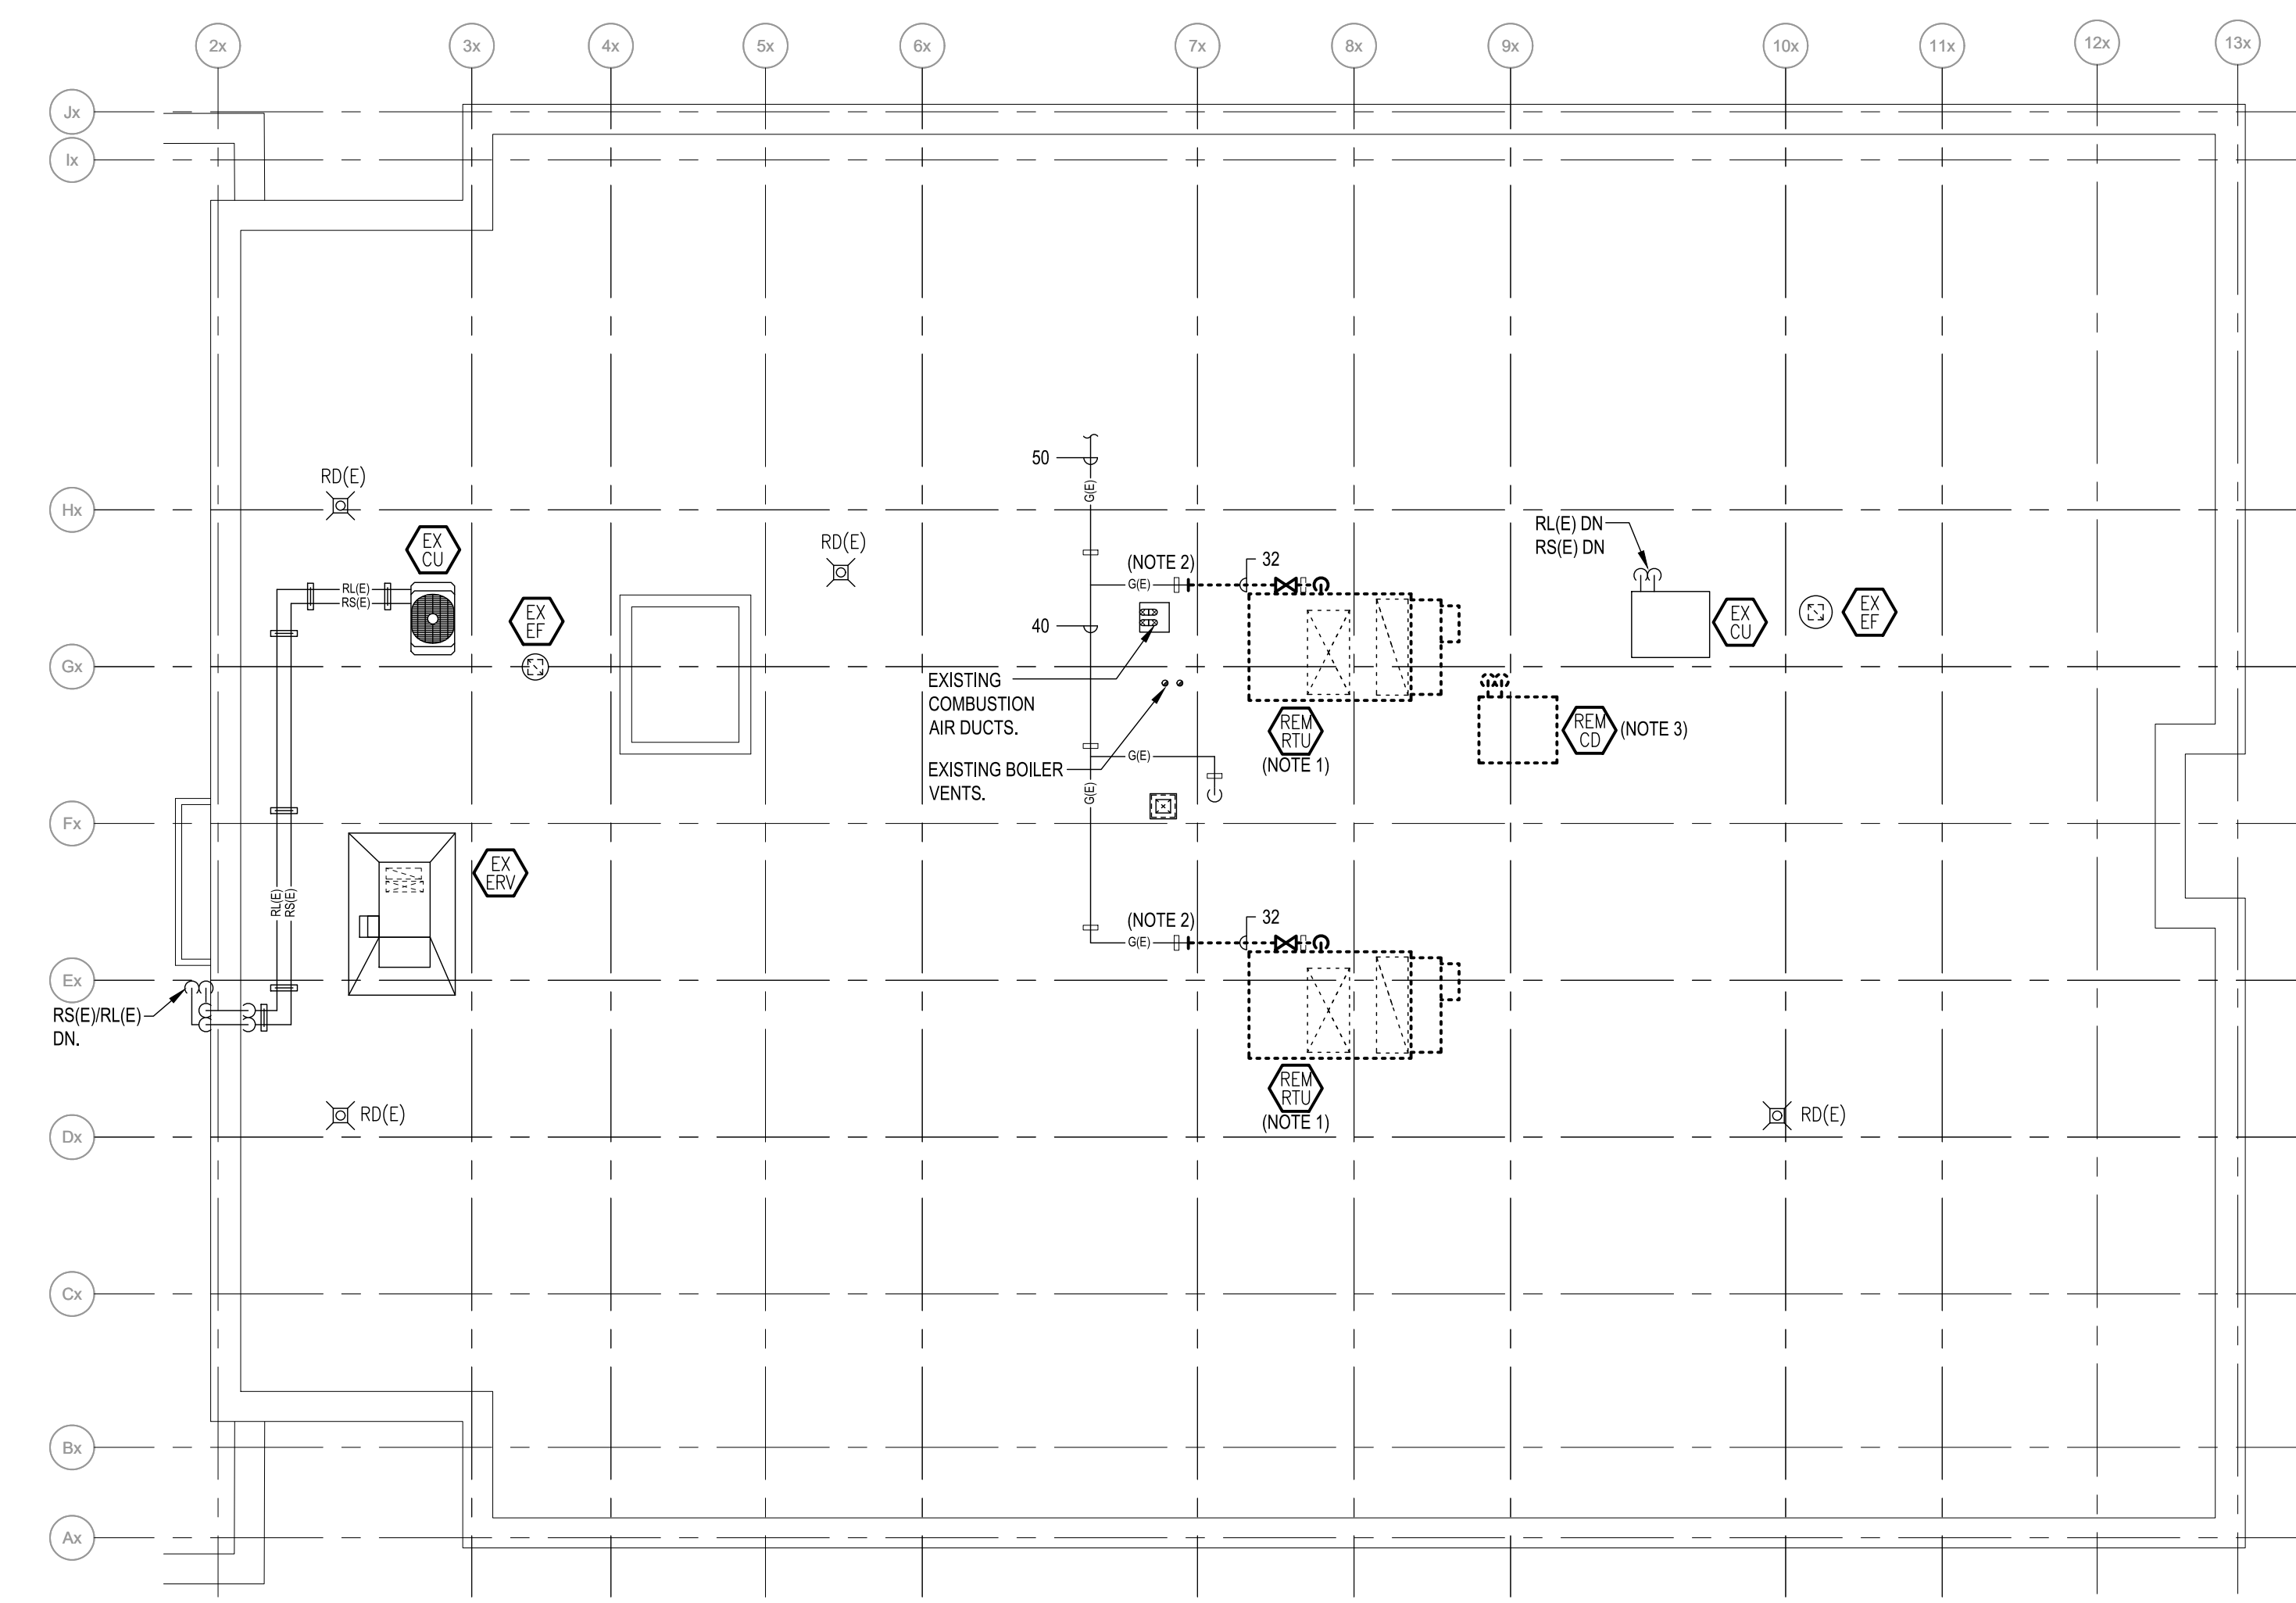 2x
3x
4x
5x
6x
7x
8x
9x
10x
11x
12x
13x
Jx
Ix
Hx
Gx
Fx
Ex
Dx
Cx
Bx
Ax
RD(E)
EX
CU
RL(E)
RS(E)
EX
EF
RD(E)
50
G(E)
(NOTE 2)
32
G(E)
40
EXISTING
COMBUSTION
AIR DUCTS.
EXISTING BOILER
VENTS.
G(E)
G(E)
REM
RTU
(NOTE 1)
RL(E) DN
RS(E) DN
EX
CU
EX
EF
REM
CD
(NOTE 3)
RL(E)
RS(E)
EX
ERV
RS(E)/RL(E)
DN.
(NOTE 2)
32
G(E)
REM
RTU
(NOTE 1)
RD(E)
RD(E)